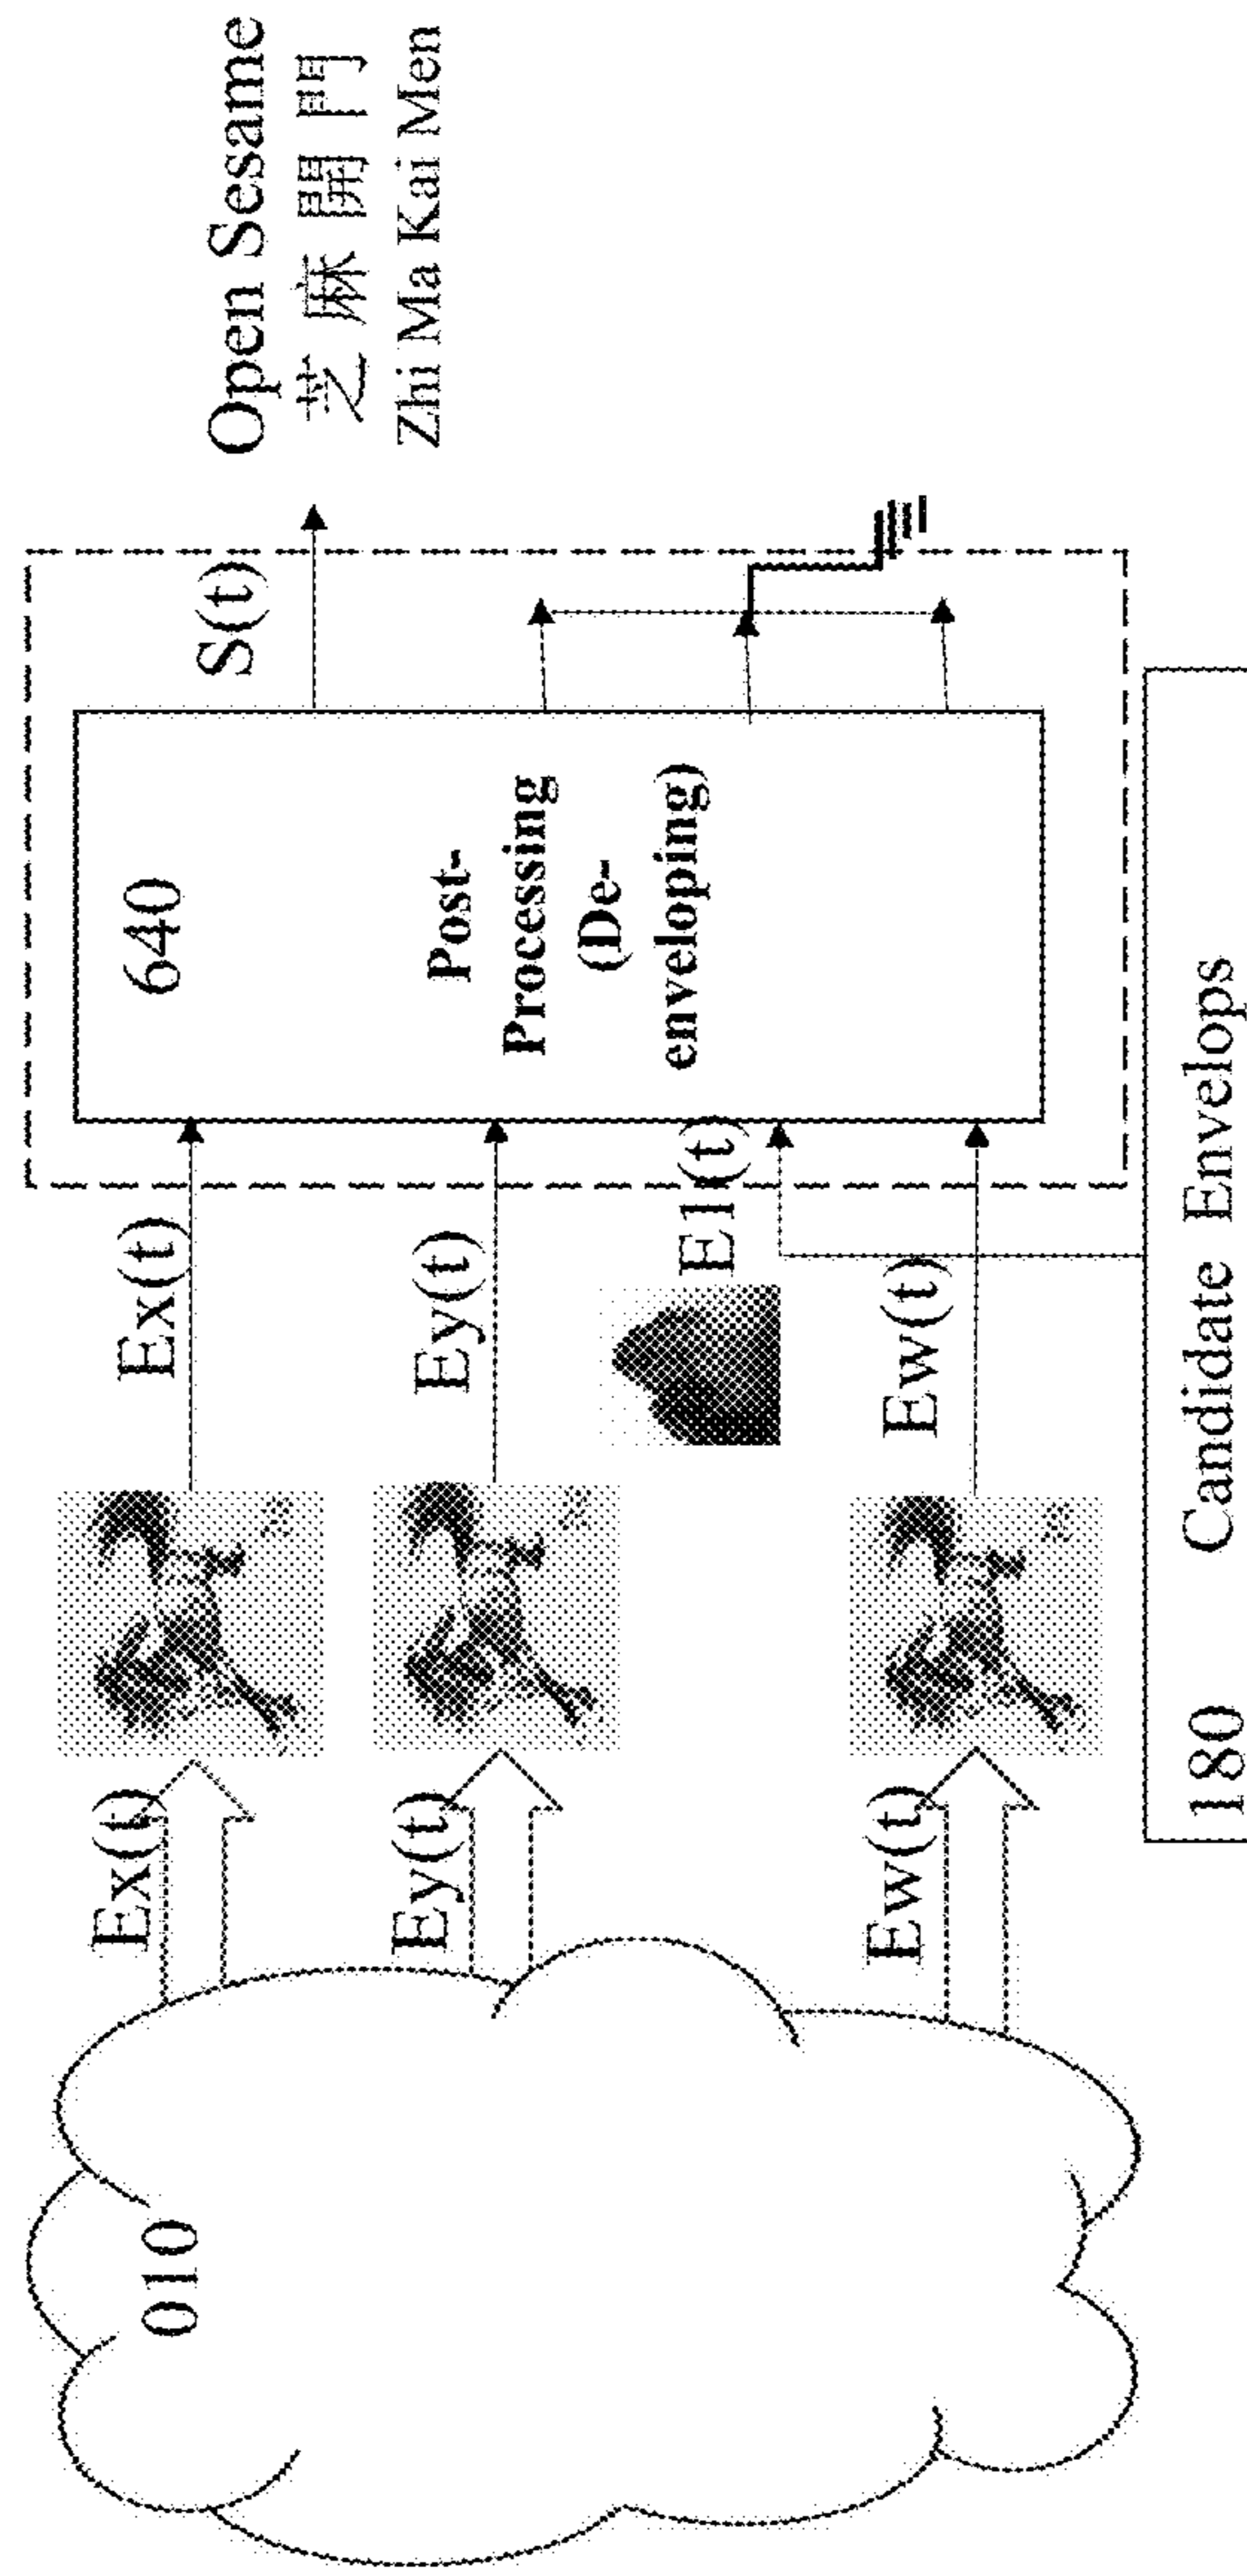 010
Ex(t)
Ey(t)
Ew(t)
Ex(t)
Ey(t)
E1(t)
Ew(t)
640
Post-
Processing
(De-
enveloping)
S(t)
Open Sesame
芝麻開門
Zhi Ma Kai Men
180 Candidate Envelops